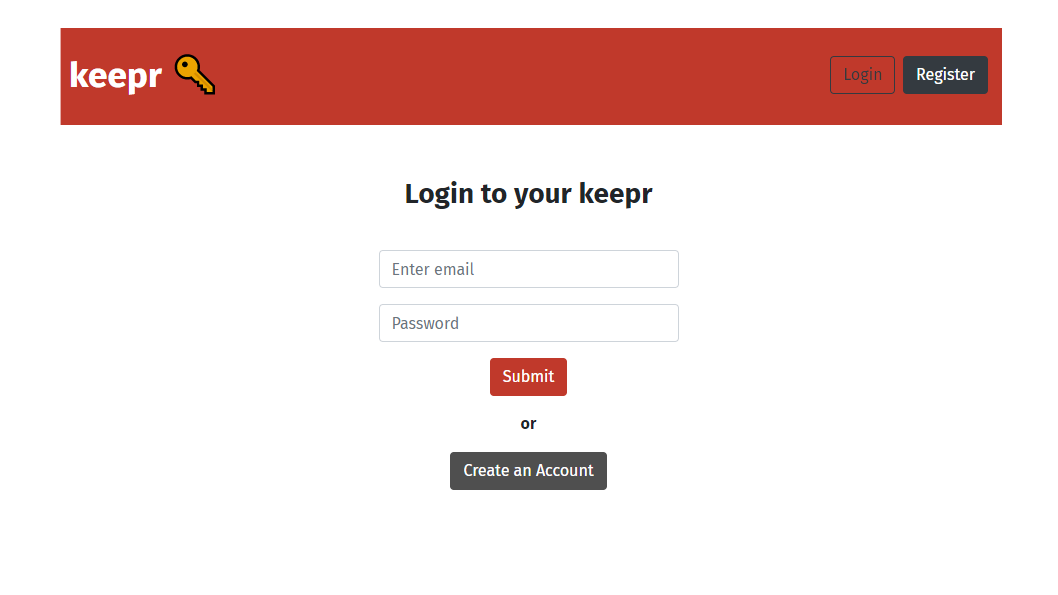 keepr
Login Register
Login to your keepr
Enter email
Password
Submit
or
Create an Account